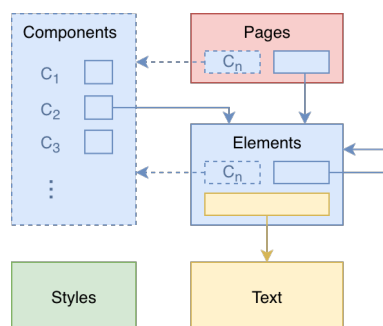 Components
Pages
C1
Cn
C2
C3
Elements
Cn
Styles
Text